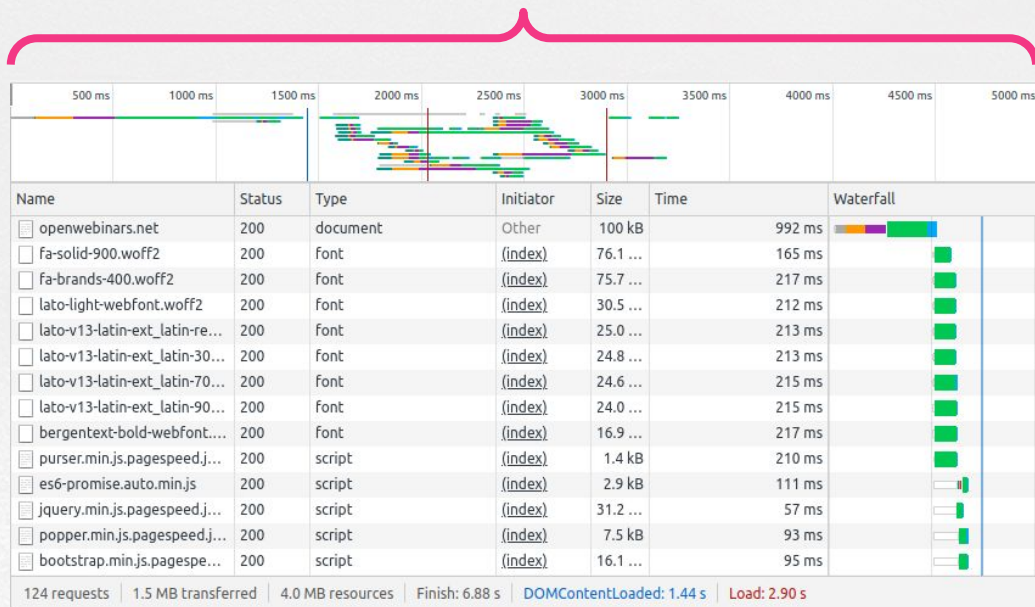 500 ms 1000 ms 1500 ms 2000 ms 2500 ms 3000 ms 3500 ms 4000 ms 4500 ms 5000 ms
Name Status Type Initiator Size Time Waterfall
openwebinars.net 200 document Other 100 kB 992 ms
fa-solid-900.woff2 200 font (index) 76.1 ... 165 ms
fa-brands-400.woff2 200 font (index) 75.7 ... 217 ms
lato-light-webfont.woff2 200 font (index) 30.5 ... 212 ms
lato-v13-latin-ext_latin-re... 200 font (index) 25.0 ... 213 ms
lato-v13-latin-ext_latin-30... 200 font (index) 24.8 ... 213 ms
lato-v13-latin-ext_latin-70... 200 font (index) 24.6 ... 215 ms
lato-v13-latin-ext_latin-90... 200 font (index) 24.0 ... 215 ms
bergentext-bold-webfont.... 200 font (index) 16.9 ... 217 ms
purser.min.js.pagespeed.j... 200 script (index) 1.4 kB 210 ms
es6-promise.auto.min.js 200 script (index) 2.9 kB 111 ms
jquery.min.js.pagespeed.j... 200 script (index) 31.2 ... 57 ms
popper.min.js.pagespeed.j... 200 script (index) 7.5 kB 93 ms
bootstrap.min.js.pagespe... 200 script (index) 16.1 ... 95 ms
124 requests 1.5 MB transferred 4.0 MB resources Finish: 6.88 s DOMContentLoaded: 1.44 s Load: 2.90 s